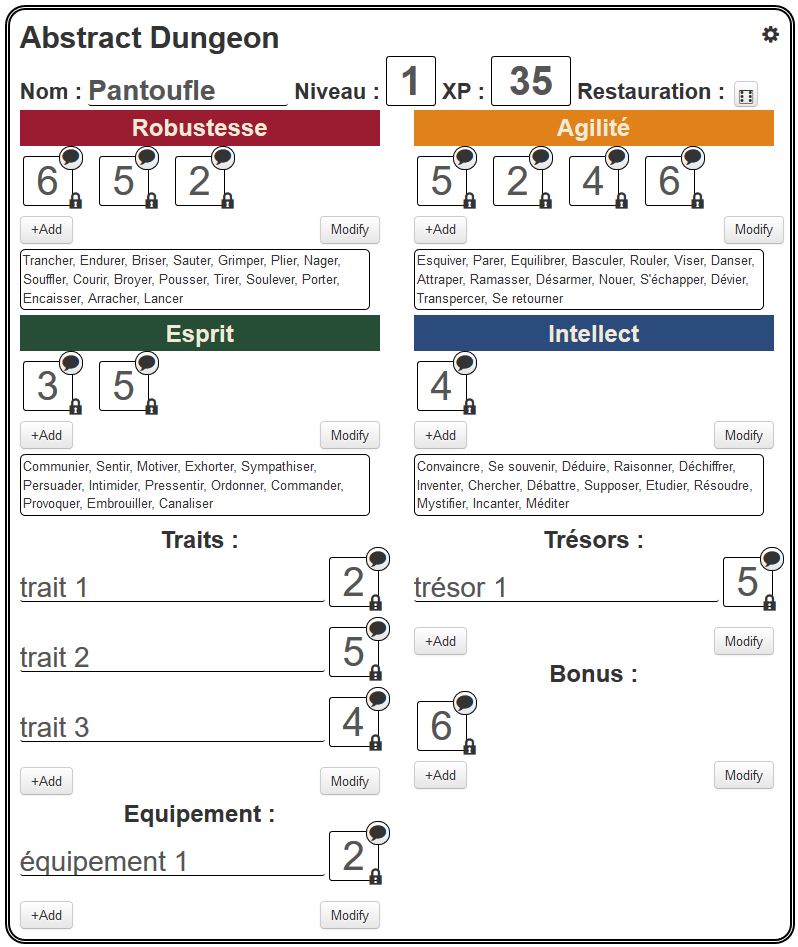 Abstract Dungeon
Nom : Pantoufle Niveau : 1 XP : 35 Restauration :
Robustesse
6 5 2
+Add Modify
Trancher, Endurer, Briser, Sauter, Grimper, Plier, Nager,
Souffler, Courir, Broyer, Pousser, Tirer, Soulever, Porter,
Encaisser, Arracher, Lancer
Agilité
5 2 4 6
+Add Modify
Esquiver, Parer, Equilibrer, Basculer, Rouler, Viser, Danser,
Attraper, Ramasser, Désarmer, Nouer, S'échapper, Dévier,
Transpercer, Se retourner
Esprit
3 5
+Add Modify
Communier, Sentir, Motiver, Exhorter, Sympathiser,
Persuader, Intimider, Pressentir, Ordonner, Commander,
Provoquer, Embrouiller, Canaliser
Intellect
4
+Add Modify
Convaincre, Se souvenir, Déduire, Raisonner, Déchiffrer,
Inventer, Chercher, Débattre, Supposer, Etudier, Résoudre,
Mystifier, Incanter, Méditer
Traits :
trait 1 2
trait 2 5
trait 3 4
+Add Modify
Equipement :
équipement 1 2
+Add Modify
Trésors :
trésor 1 5
+Add Modify
Bonus :
6
+Add Modify